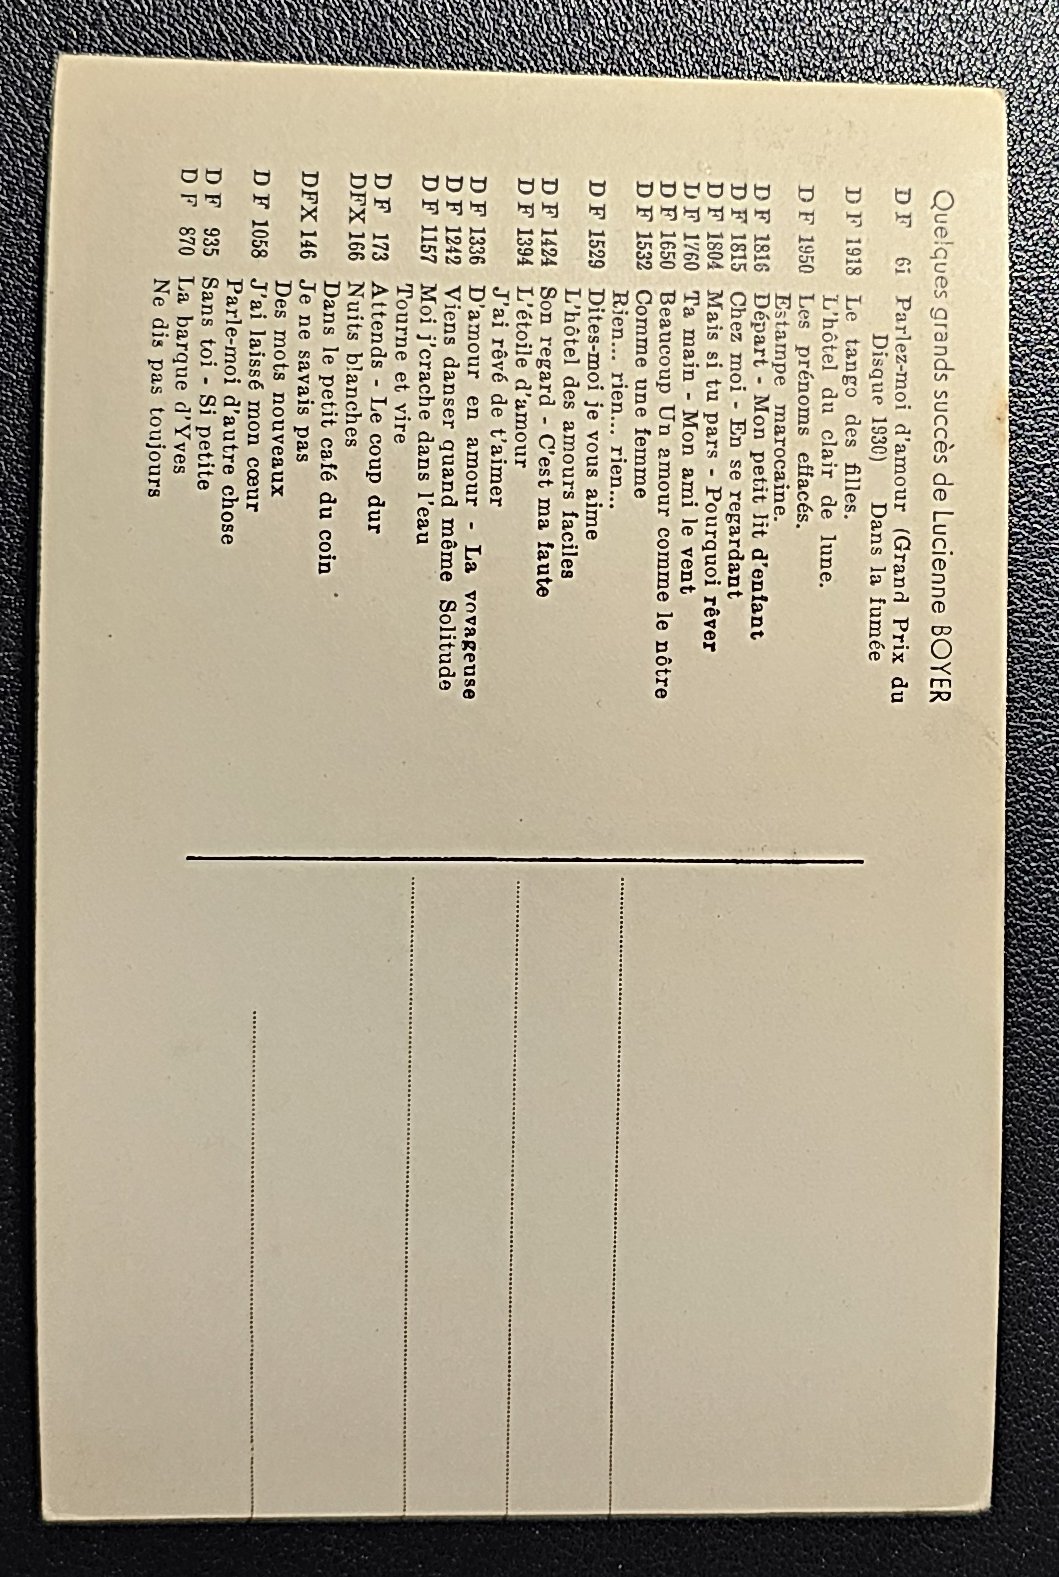 Quelques grands succès de Lucienne BOYER
D F 61 Parlez-moi d'amour (Grand Prix du
Disque 1930) Dans la fumée
D F 1918 Le tango des filles.
L'hôtel du clair de lune.
D F 1950 Les prénoms effacés.
Estampe marocaine.
D F 1816 Départ - Mon petit lit d'enfant
D F 1815 Chez moi - En se regardant
D F 1804 Mais si tu pars - Pourquoi rêver
D F 1760 Ta main - Mon ami le vent
D F 1650 Beaucoup Un amour comme le nôtre
D F 1532 Comme une femme
Rien... rien... rien...
D F 1529 Dites-moi je vous aime
L'hôtel des amours faciles
D F 1424 Son regard - C'est ma faute
D F 1394 L'étoile d'amour
J'ai rêvé de t'aimer
D F 1336 D'amour en amour - La voyageuse
D F 1242 Viens danser quand même Solitude
D F 1157 Moi j'crache dans l'eau
Tourne et vire
D F 173 Attends - Le coup dur
DFX 166 Nuits blanches
Dans le petit café du coin
DFX 146 Je ne savais pas
Des mots nouveaux
D F 1058 J'ai laissé mon cœur
Parle-moi d'autre chose
D F 935 Sans toi - Si petite
D F 870 La barque d'Yves
Ne dis pas toujours